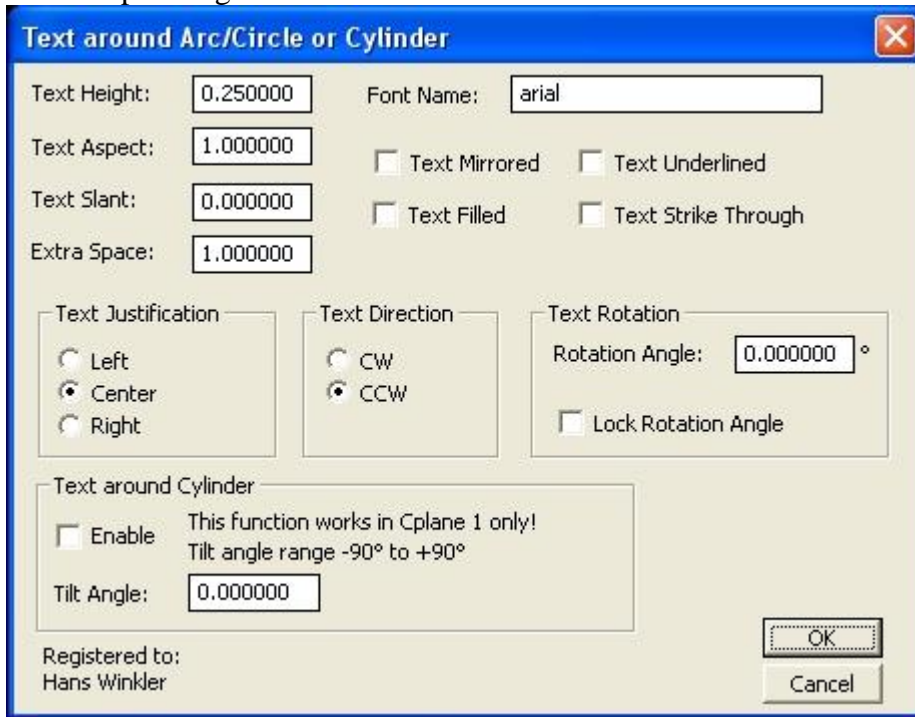 Text around Arc/Circle or Cylinder
Text Height: 0.250000 Font Name: arial
Text Aspect: 1.000000
Text Mirrored Text Underlined
Text Slant: 0.000000
Text Filled Text Strike Through
Extra Space: 1.000000
Text Justification
Left
Center
Right
Text Direction
CW
CCW
Text Rotation
Rotation Angle: 0.000000 °
Lock Rotation Angle
Text around Cylinder
Enable
This function works in Cplane 1 only!
Tilt angle range -90° to +90°
Tilt Angle: 0.000000
Registered to:
Hans Winkler
OK
Cancel